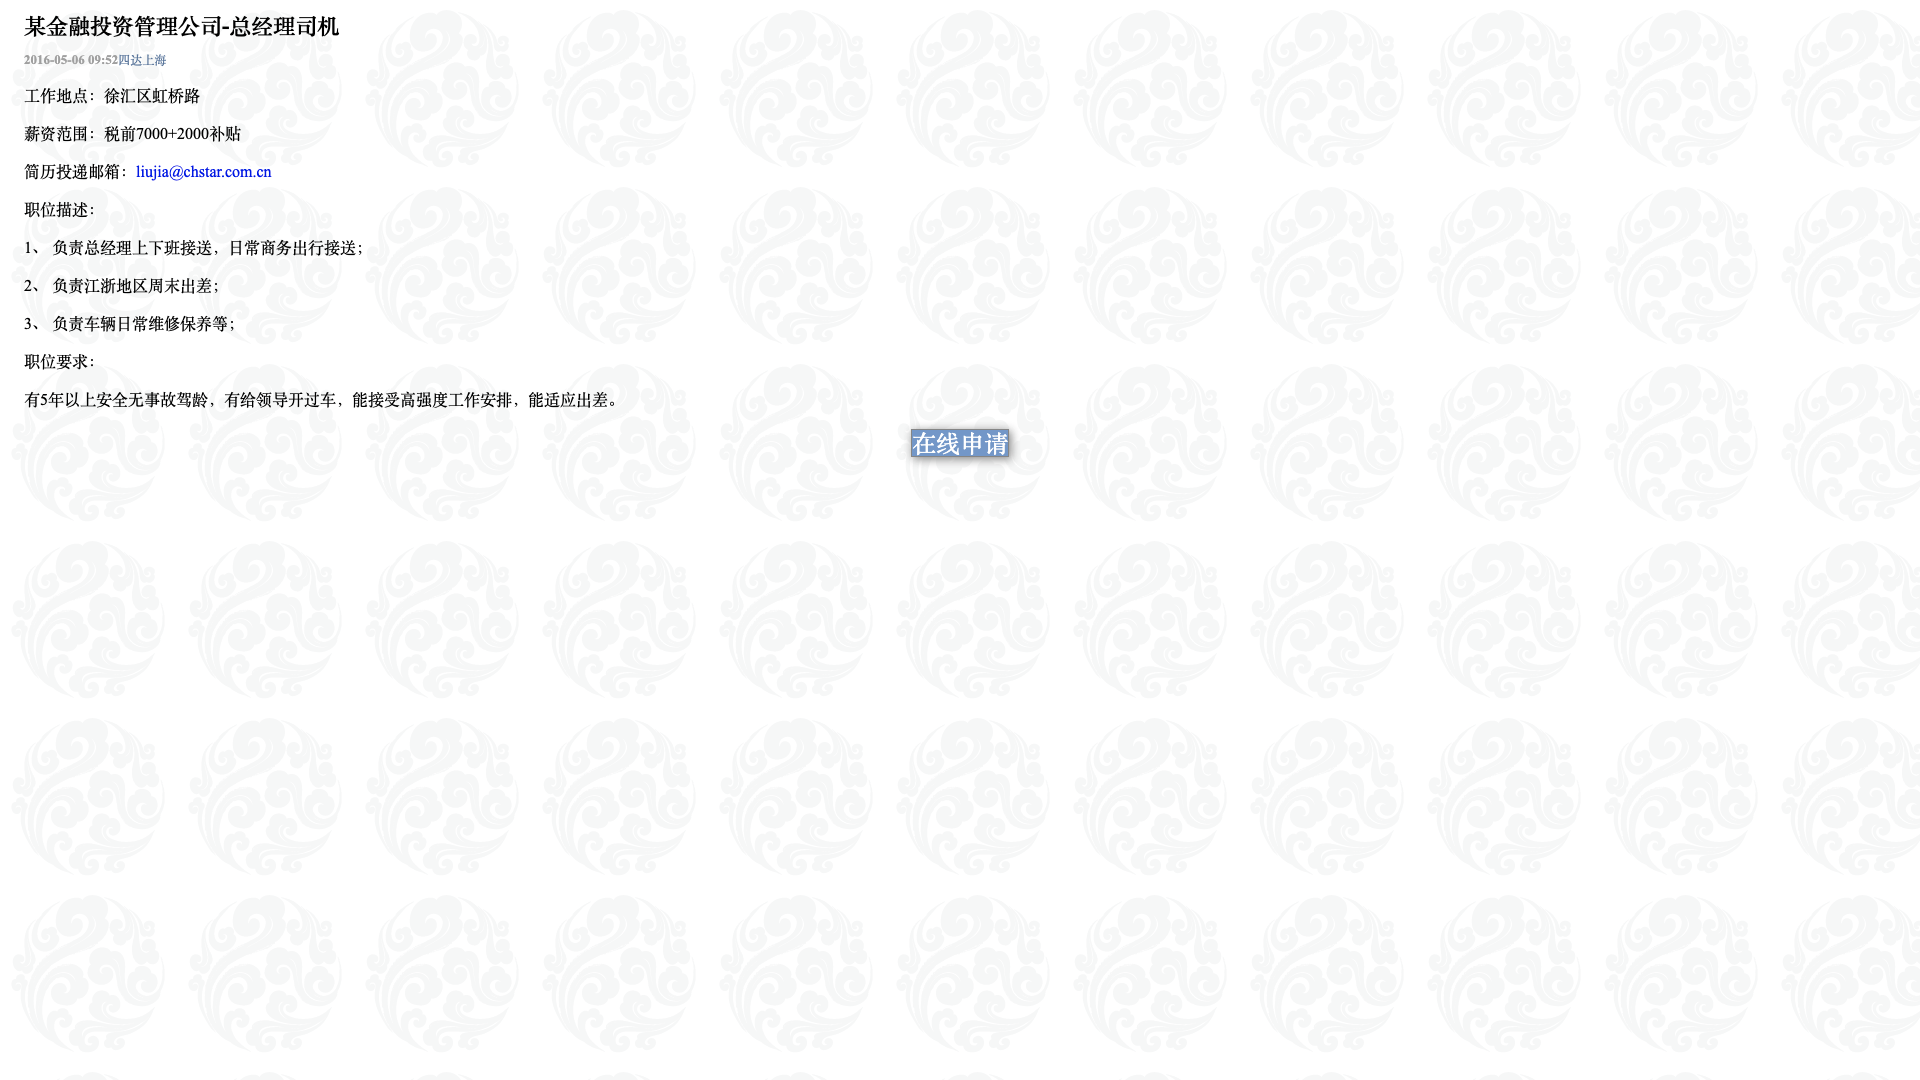 某金融投资管理公司-总经理司机
2016-05-06 09:52四达上海
工作地点：徐汇区虹桥路
薪资范围：税前7000+2000补贴
简历投递邮箱：liujia@chstar.com.cn
职位描述：
1、 负责总经理上下班接送，日常商务出行接送；
2、 负责江浙地区周末出差；
3、 负责车辆日常维修保养等；
职位要求：
有5年以上安全无事故驾龄，有给领导开过车，能接受高强度工作安排，能适应出差。
在线申请